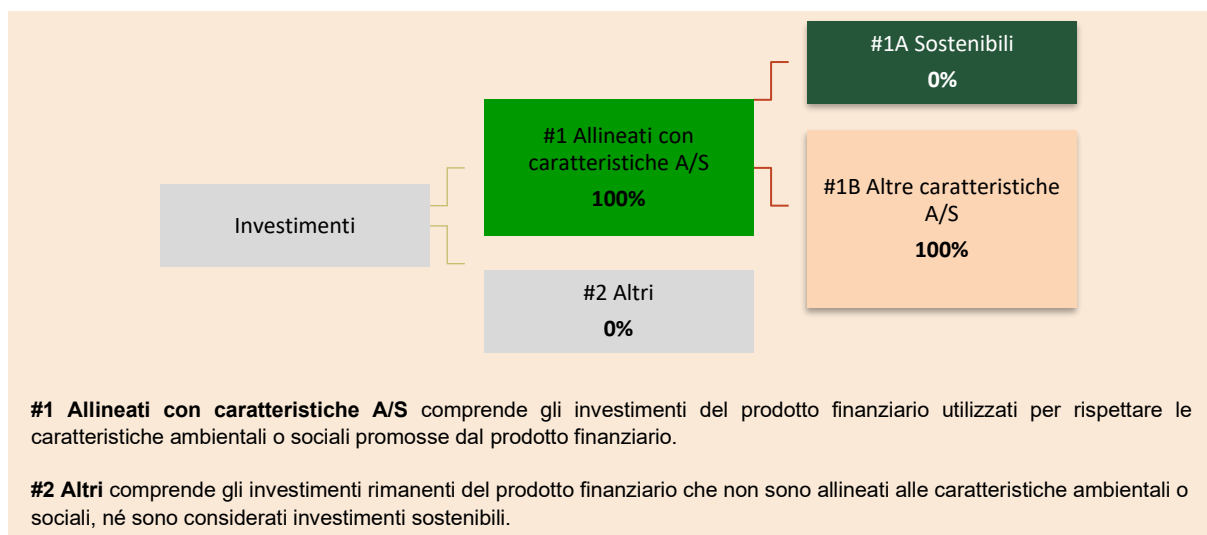 #1A Sostenibili
0%
#1 Allineati con
caratteristiche A/S
100%
#1B Altre caratteristiche
A/S
100%
Investimenti
#2 Altri
0%
#1 Allineati con caratteristiche A/S comprende gli investimenti del prodotto finanziario utilizzati per rispettare le
caratteristiche ambientali o sociali promosse dal prodotto finanziario.
#2 Altri comprende gli investimenti rimanenti del prodotto finanziario che non sono allineati alle caratteristiche ambientali o
sociali, né sono considerati investimenti sostenibili.